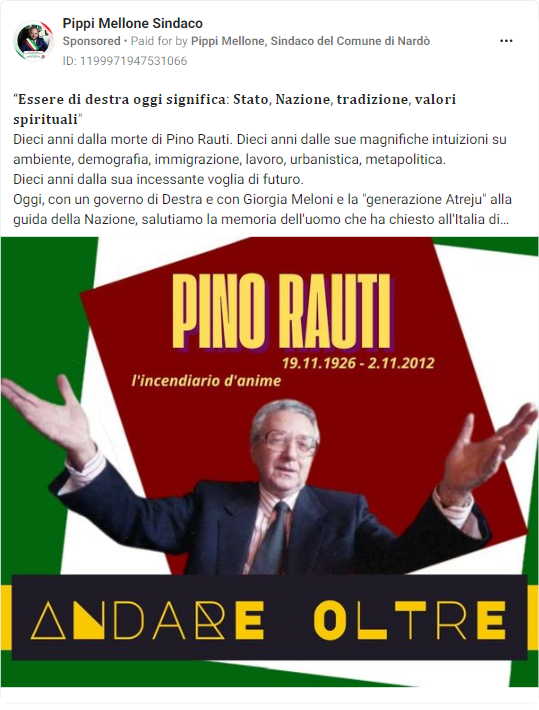 Pippi Mellone Sindaco
Sponsored • Paid for by Pippi Mellone, Sindaco del Comune di Nardò
ID: 1199971947531066
"Essere di destra oggi significa: Stato, Nazione, tradizione, valori
spirituali"
Dieci anni dalla morte di Pino Rauti. Dieci anni dalle sue magnifiche intuizioni su
ambiente, demografia, immigrazione, lavoro, urbanistica, metapolitica.
Dieci anni dalla sua incessante voglia di futuro.
Oggi, con un governo di Destra e con Giorgia Meloni e la "generazione Atreju" alla
guida della Nazione, salutiamo la memoria dell'uomo che ha chiesto all'Italia di...
PINO RAUTI
19.11.1926 - 2.11.2012
l'incendiario d'anime
ANDARE OLTRE